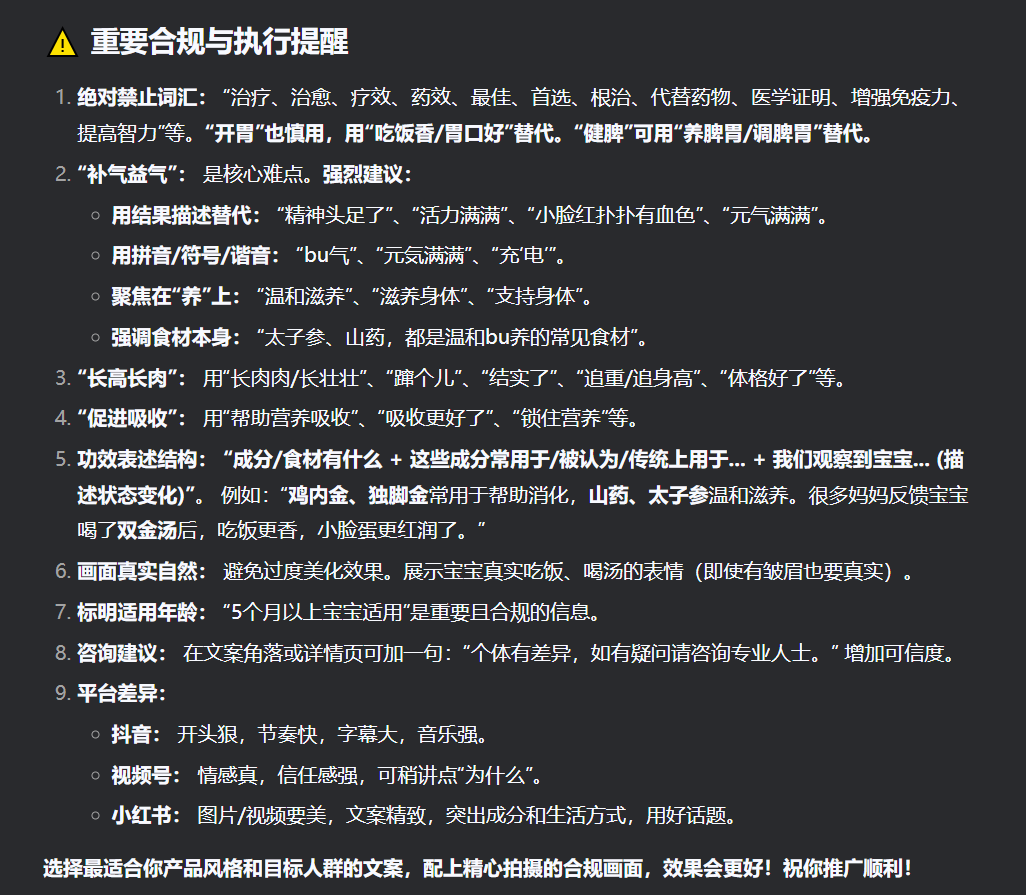 ⚠ 重要合规与执行提醒
1. 绝对禁止词汇： “治疗、治愈、疗效、药效、最佳、首选、根治、代替药物、医学证明、增强免疫力、
提高智力”等。“开胃”也慎用，用“吃饭香/胃口好”替代。“健脾”可用“养脾胃/调脾胃”替代。
2. “补气益气”： 是核心难点。强烈建议：
○ 用结果描述替代： “精神头足了”、“活力满满”、“小脸红扑扑有血色”、“元气满满”。
○ 用拼音/符号/谐音： “bu气”、“元気满满”、“充‘电’”。
○ 聚焦在“养”上： “温和滋养”、“滋养身体”、“支持身体”。
○ 强调食材本身： “太子参、山药，都是温和bu养的常见食材”。
3. “长高长肉”： 用“长肉肉/长壮壮”、“蹿个儿”、“结实了”、“追重/追身高”、“体格好了”等。
4. “促进吸收”： 用“帮助营养吸收”、“吸收更好了”、“锁住营养”等。
5. 功效表述结构： “成分/食材有什么 + 这些成分常用于/被认为/传统上用于... + 我们观察到宝宝... (描
述状态变化)”。 例如：“鸡内金、独脚金常用于帮助消化，山药、太子参温和滋养。很多妈妈反馈宝宝
喝了双金汤后，吃饭更香，小脸蛋更红润了。”
6. 画面真实自然： 避免过度美化效果。展示宝宝真实吃饭、喝汤的表情（即使有皱眉也要真实）。
7. 标明适用年龄： “5个月以上宝宝适用”是重要且合规的信息。
8. 咨询建议： 在文案角落或详情页可加一句：“个体有差异，如有疑问请咨询专业人士。” 增加可信度。
9. 平台差异：
○ 抖音： 开头狠，节奏快，字幕大，音乐强。
○ 视频号： 情感真，信任感强，可稍讲点“为什么”。
○ 小红书： 图片/视频要美，文案精致，突出成分和生活方式，用好话题。
选择最适合你产品风格和目标人群的文案，配上精心拍摄的合规画面，效果会更好！祝你推广顺利！